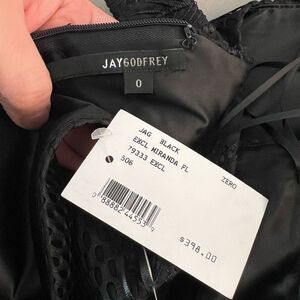 JAYGODFREY
0
JAG BLACK
EXCL MIRANDA FL
79333 EXCL
506
ZERO
$398.00